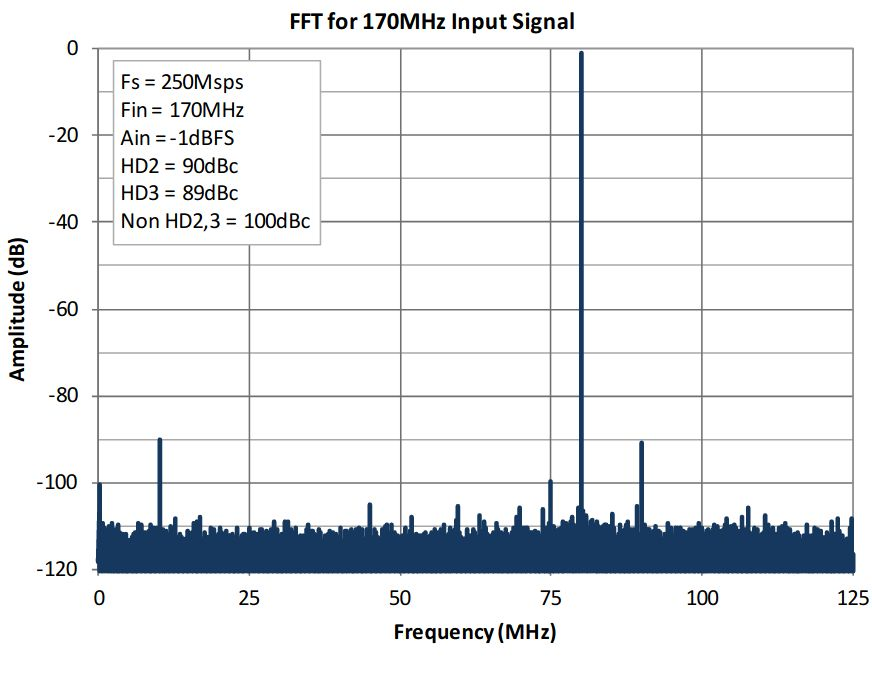 FFT for 170MHz Input Signal
0
-20
-40
-60
-80
-100
-120
Amplitude (dB)
Fs = 250Msps
Fin = 170MHz
Ain = -1dBFS
HD2 = 90dBc
HD3 = 89dBc
Non HD2,3 = 100dBc
0 25 50 75 100 125
Frequency (MHz)